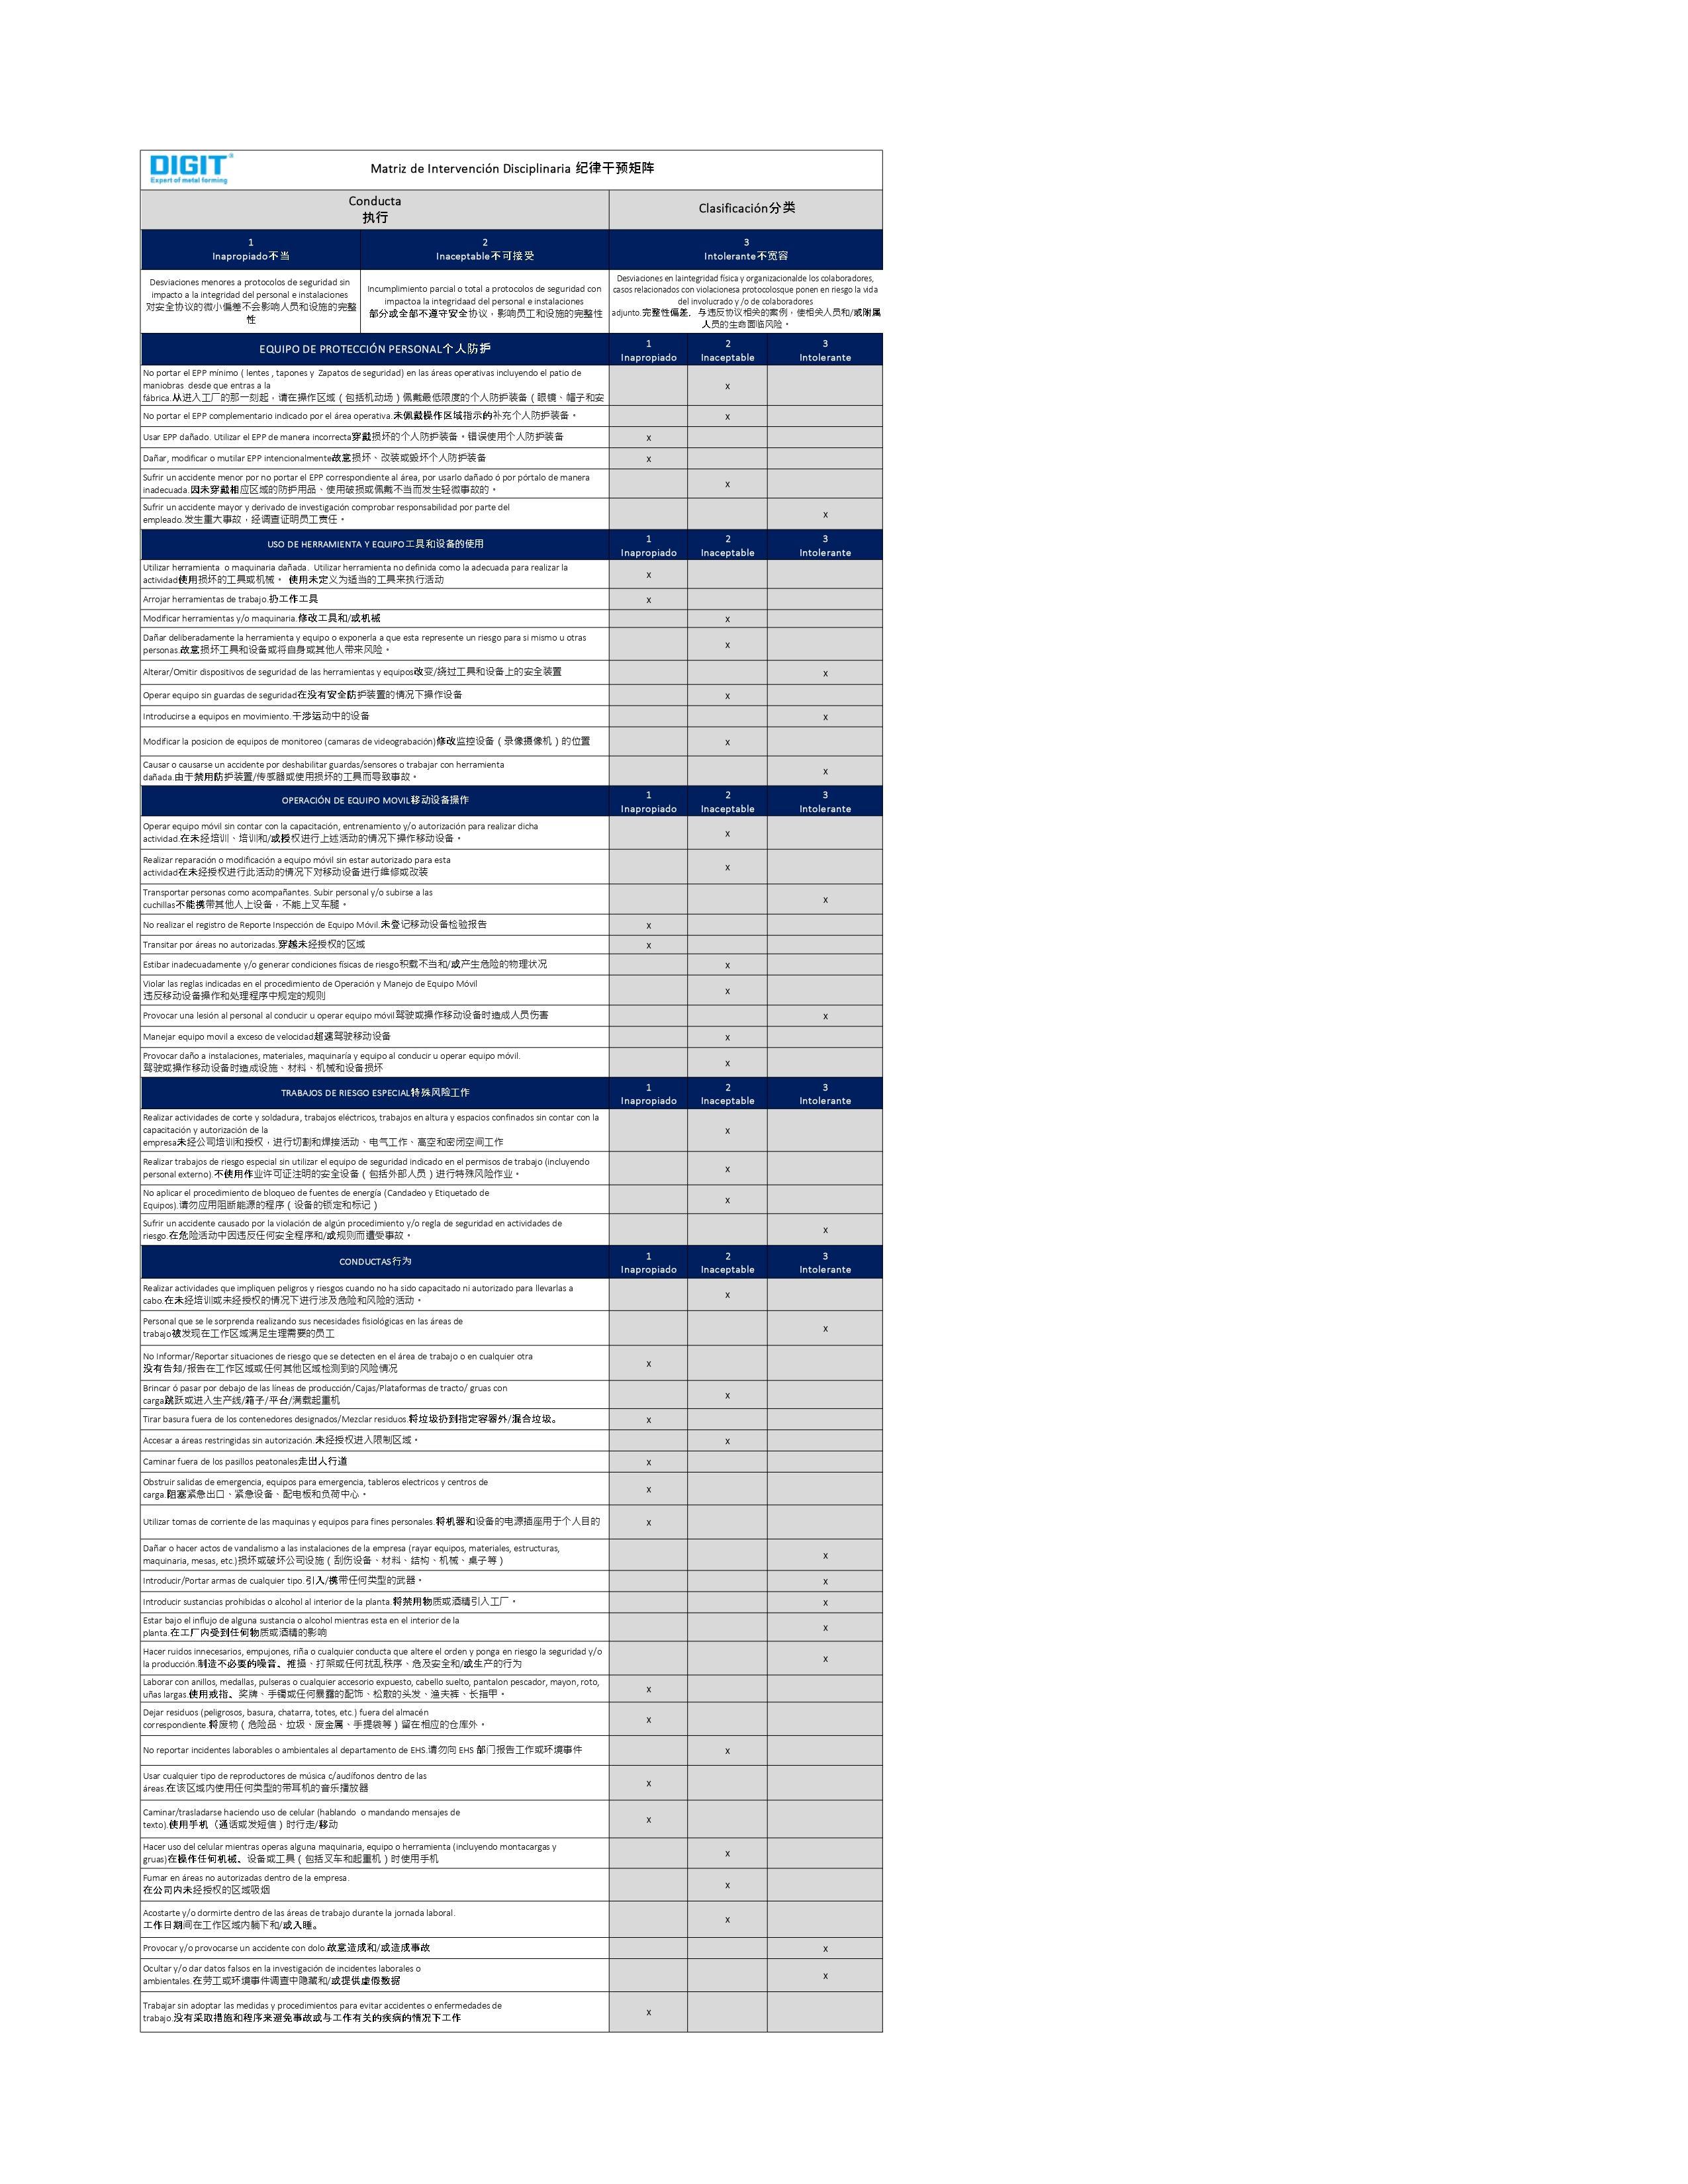 DIGIT®
Expert of metal forming
Matriz de Intervención Disciplinaria 纪律干预矩阵
Conducta
执行
Clasificación分类
1
Inapropiado不当
2
Inaceptable不可接受
3
Intolerante不宽容
Desviaciones menores a protocolos de seguridad sin
impacto a la integridad del personal e instalaciones
对安全协议的微小偏差不会影响人员和设施的完整
性
Incumplimiento parcial o total a protocolos de seguridad con
impactoa la integridaad del personal e instalaciones
部分或全部不遵守安全协议，影响员工和设施的完整性
Desviaciones en laintegridad física y organizacionalde los colaboradores,
casos relacionados con violacionesa protocolosque ponen en riesgo la vida
del involucrado y /o de colaboradores
adjunto.完整性偏差，与违反协议相关的案例，使相关人员和/或附属
人员的生命面临风险。
EQUIPO DE PROTECCIÓN PERSONAL个人防护
1
Inapropiado
2
Inaceptable
3
Intolerante
No portar el EPP mínimo ( lentes , tapones y Zapatos de seguridad) en las áreas operativas incluyendo el patio de
maniobras desde que entras a la
fábrica.从进入工厂的那一刻起，请在操作区域（包括机动场）佩戴最低限度的个人防护装备（眼镜、帽子和安
x
No portar el EPP complementario indicado por el área operativa.未佩戴操作区域指示的补充个人防护装备。
x
Usar EPP dañado. Utilizar el EPP de manera incorrecta穿戴损坏的个人防护装备。错误使用个人防护装备
x
Dañar, modificar o mutilar EPP intencionalmente故意损坏、改装或毁坏个人防护装备
x
Sufrir un accidente menor por no portar el EPP correspondiente al área, por usarlo dañado ó por pórtalo de manera
inadecuada.因未穿戴相应区域的防护用品、使用破损或佩戴不当而发生轻微事故的。
x
Sufrir un accidente mayor y derivado de investigación comprobar responsabilidad por parte del
empleado.发生重大事故，经调查证明员工责任。
x
USO DE HERRAMIENTA Y EQUIPO工具和设备的使用
1
Inapropiado
2
Inaceptable
3
Intolerante
Utilizar herramienta o maquinaria dañada. Utilizar herramienta no definida como la adecuada para realizar la
actividad使用损坏的工具或机械。 使用未定义为适当的工具来执行活动
x
Arrojar herramientas de trabajo.扔工作工具
x
Modificar herramientas y/o maquinaria.修改工具和/或机械
x
Dañar deliberadamente la herramienta y equipo o exponerla a que esta represente un riesgo para si mismo u otras
personas.故意损坏工具和设备或将自身或其他人带来风险。
x
Alterar/Omitir dispositivos de seguridad de las herramientas y equipos改变/绕过工具和设备上的安全装置
x
Operar equipo sin guardas de seguridad在没有安全防护装置的情况下操作设备
x
Introducirse a equipos en movimiento.干涉运动中的设备
x
Modificar la posicion de equipos de monitoreo (camaras de videograbación)修改监控设备（录像摄像机）的位置
x
Causar o causarse un accidente por deshabilitar guardas/sensores o trabajar con herramienta
dañada.由于禁用防护装置/传感器或使用损坏的工具而导致事故。
x
OPERACIÓN DE EQUIPO MOVIL移动设备操作
1
Inapropiado
2
Inaceptable
3
Intolerante
Operar equipo móvil sin contar con la capacitación, entrenamiento y/o autorización para realizar dicha
actividad.在未经培训、培训和/或授权进行上述活动的情况下操作移动设备。
x
Realizar reparación o modificación a equipo móvil sin estar autorizado para esta
actividad在未经授权进行此活动的情况下对移动设备进行维修或改装
x
Transportar personas como acompañantes. Subir personal y/o subirse a las
cuchillas不能携带其他人上设备，不能上叉车腿。
x
No realizar el registro de Reporte Inspección de Equipo Móvil.未登记移动设备检验报告
x
Transitar por áreas no autorizadas.穿越未经授权的区域
x
Estibar inadecuadamente y/o generar condiciones físicas de riesgo积载不当和/或产生危险的物理状况
x
Violar las reglas indicadas en el procedimiento de Operación y Manejo de Equipo Móvil
违反移动设备操作和处理程序中规定的规则
x
Provocar una lesión al personal al conducir u operar equipo móvil驾驶或操作移动设备时造成人员伤害
x
Manejar equipo movil a exceso de velocidad超速驾驶移动设备
x
Provocar daño a instalaciones, materiales, maquinaría y equipo al conducir u operar equipo móvil.
驾驶或操作移动设备时造成设施、材料、机械和设备损坏
x
TRABAJOS DE RIESGO ESPECIAL特殊风险工作
1
Inapropiado
2
Inaceptable
3
Intolerante
Realizar actividades de corte y soldadura, trabajos eléctricos, trabajos en altura y espacios confinados sin contar con la
capacitación y autorización de la
empresa未经公司培训和授权，进行切割和焊接活动、电气工作、高空和密闭空间工作
x
Realizar trabajos de riesgo especial sin utilizar el equipo de seguridad indicado en el permisos de trabajo (incluyendo
personal externo).不使用作业许可证注明的安全设备（包括外部人员）进行特殊风险作业。
x
No aplicar el procedimiento de bloqueo de fuentes de energía (Candadeo y Etiquetado de
Equipos).请勿应用阻断能源的程序（设备的锁定和标记）
x
Sufrir un accidente causado por la violación de algún procedimiento y/o regla de seguridad en actividades de
riesgo.在危险活动中因违反任何安全程序和/或规则而遭受事故。
x
CONDUCTAS行为
1
Inapropiado
2
Inaceptable
3
Intolerante
Realizar actividades que impliquen peligros y riesgos cuando no ha sido capacitado ni autorizado para llevarlas a
cabo.在未经培训或未经授权的情况下进行涉及危险和风险的活动。
x
Personal que se le sorprenda realizando sus necesidades fisiológicas en las áreas de
trabajo被发现在工作区域满足生理需要的员工
x
No Informar/Reportar situaciones de riesgo que se detecten en el área de trabajo o en cualquier otra
没有告知/报告在工作区域或任何其他区域检测到的风险情况
x
Brincar ó pasar por debajo de las líneas de producción/Cajas/Plataformas de tracto/ gruas con
carga跳跃或进入生产线/箱子/平台/满载起重机
x
Tirar basura fuera de los contenedores designados/Mezclar residuos.将垃圾扔到指定容器外/混合垃圾。
x
Accesar a áreas restringidas sin autorización.未经授权进入限制区域。
x
Caminar fuera de los pasillos peatonales走出人行道
x
Obstruir salidas de emergencia, equipos para emergencia, tableros electricos y centros de
carga.阻塞紧急出口、紧急设备、配电板和负荷中心。
x
Utilizar tomas de corriente de las maquinas y equipos para fines personales.将机器和设备的电源插座用于个人目的
x
Dañar o hacer actos de vandalismo a las instalaciones de la empresa (rayar equipos, materiales, estructuras,
maquinaria, mesas, etc.)损坏或破坏公司设施（刮伤设备、材料、结构、机械、桌子等）
x
Introducir/Portar armas de cualquier tipo.引入/携带任何类型的武器。
x
Introducir sustancias prohibidas o alcohol al interior de la planta.将禁用物质或酒精引入工厂。
x
Estar bajo el influjo de alguna sustancia o alcohol mientras esta en el interior de la
planta.在工厂内受到任何物质或酒精的影响
x
Hacer ruidos innecesarios, empujones, riña o cualquier conducta que altere el orden y ponga en riesgo la seguridad y/o
la producción.制造不必要的噪音、推搡、打架或任何扰乱秩序、危及安全和/或生产的行为
x
Laborar con anillos, medallas, pulseras o cualquier accesorio expuesto, cabello suelto, pantalon pescador, mayon, roto,
uñas largas.使用戒指、奖牌、手镯或任何暴露的配饰、松散的头发、渔夫裤、长指甲。
x
Dejar residuos (peligrosos, basura, chatarra, totes, etc.) fuera del almacén
correspondiente.将废物（危险品、垃圾、废金属、手提袋等）留在相应的仓库外。
x
No reportar incidentes laborables o ambientales al departamento de EHS.请勿向 EHS 部门报告工作或环境事件
x
Usar cualquier tipo de reproductores de música c/audífonos dentro de las
áreas.在该区域内使用任何类型的带耳机的音乐播放器
x
Caminar/trasladarse haciendo uso de celular (hablando o mandando mensajes de
texto).使用手机（通话或发短信）时行走/移动
x
Hacer uso del celular mientras operas alguna maquinaria, equipo o herramienta (incluyendo montacargas y
gruas)在操作任何机械、设备或工具（包括叉车和起重机）时使用手机
x
Fumar en áreas no autorizadas dentro de la empresa.
在公司内未经授权的区域吸烟
x
Acostarte y/o dormirte dentro de las áreas de trabajo durante la jornada laboral.
工作日期间在工作区域内躺下和/或入睡。
x
Provocar y/o provocarse un accidente con dolo.故意造成和/或造成事故
x
Ocultar y/o dar datos falsos en la investigación de incidentes laborales o
ambientales.在劳工或环境事件调查中隐藏和/或提供虚假数据
x
Trabajar sin adoptar las medidas y procedimientos para evitar accidentes o enfermedades de
trabajo.没有采取措施和程序来避免事故或与工作有关的疾病的情况下工作
x